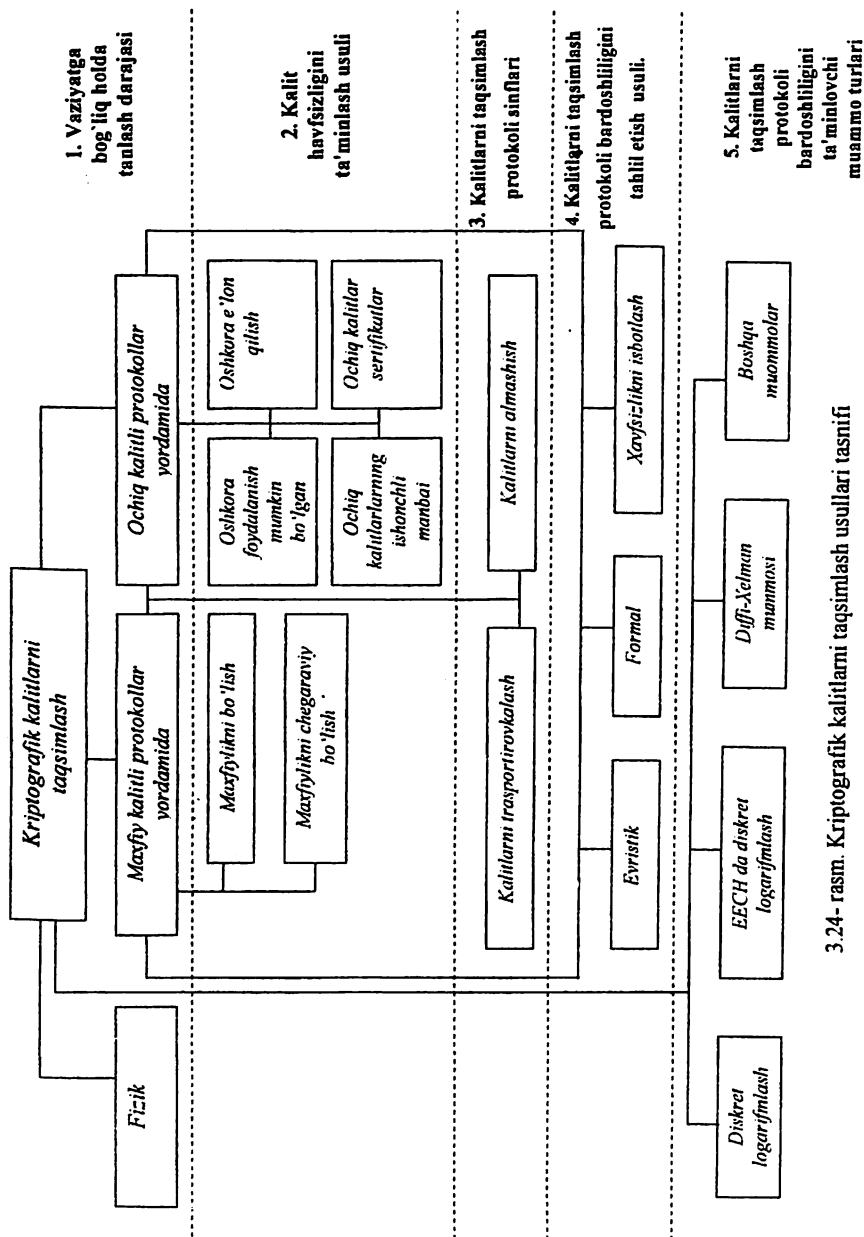 Kriptografik kalitlarni
taqsimlash
1. Vaziyatga
bog`liq holda
tanlash darajasi
Fizik
Maxfiy kalitli protokollar
yordamida
Ochiq kalitli protokollar
yordamida
2. Kalit
havfsizligini
ta'minlash usuli
Maxfiylikni bo'lish
Maxfiylikni chegaraviy
bo'lish
Oshkora
foydalanish
mumkin
bo'lgan
Oshkora e'lon
qilish
Ochiq
kalitlarlarning
ishonchli
manbai
Ochiq kalitlar
sertifikatlar
3. Kalitlarni taqsimlash
protokoli sinflari
Kalitlarni trasportirovkalash
Kalitlarni almashish
4. Kalitlarni taqsimlash
protokoli bardoshliligini
tahlil etish usuli.
Evristik
Formal
Xavfsizlikni isbotlash
5. Kalitlarni
taqsimlash
protokoli
bardoshliligini
ta'minlovchi
muammo turlari
Diskret
logarifmlash
EECH da diskret
logarifmlash
Diffi-Xelman
muamosi
Boshqa
muommolar
3.24- rasm. Kriptografik kalitlarni taqsimlash usullari tasnifi